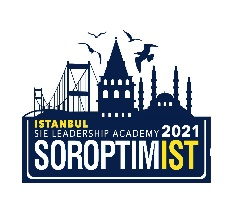 ISTANBUL
SIE LEADERSHIP ACADEMY 2021
SOROPTIMIST